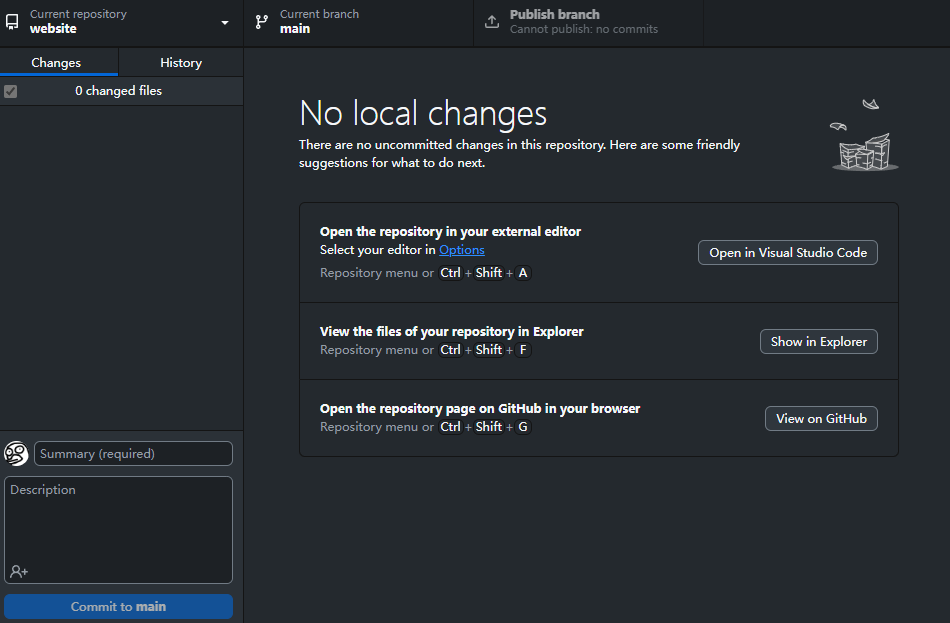 Current repository
website
Current branch
main
Publish branch
Cannot publish: no commits
Changes
History
0 changed files
No local changes
There are no uncommitted changes in this repository. Here are some friendly
suggestions for what to do next.
Open the repository in your external editor
Select your editor in Options
Repository menu or Ctrl + Shift + A
Open in Visual Studio Code
View the files of your repository in Explorer
Repository menu or Ctrl + Shift + F
Show in Explorer
Open the repository page on GitHub in your browser
Repository menu or Ctrl + Shift + G
View on GitHub
Summary (required)
Description
Commit to main